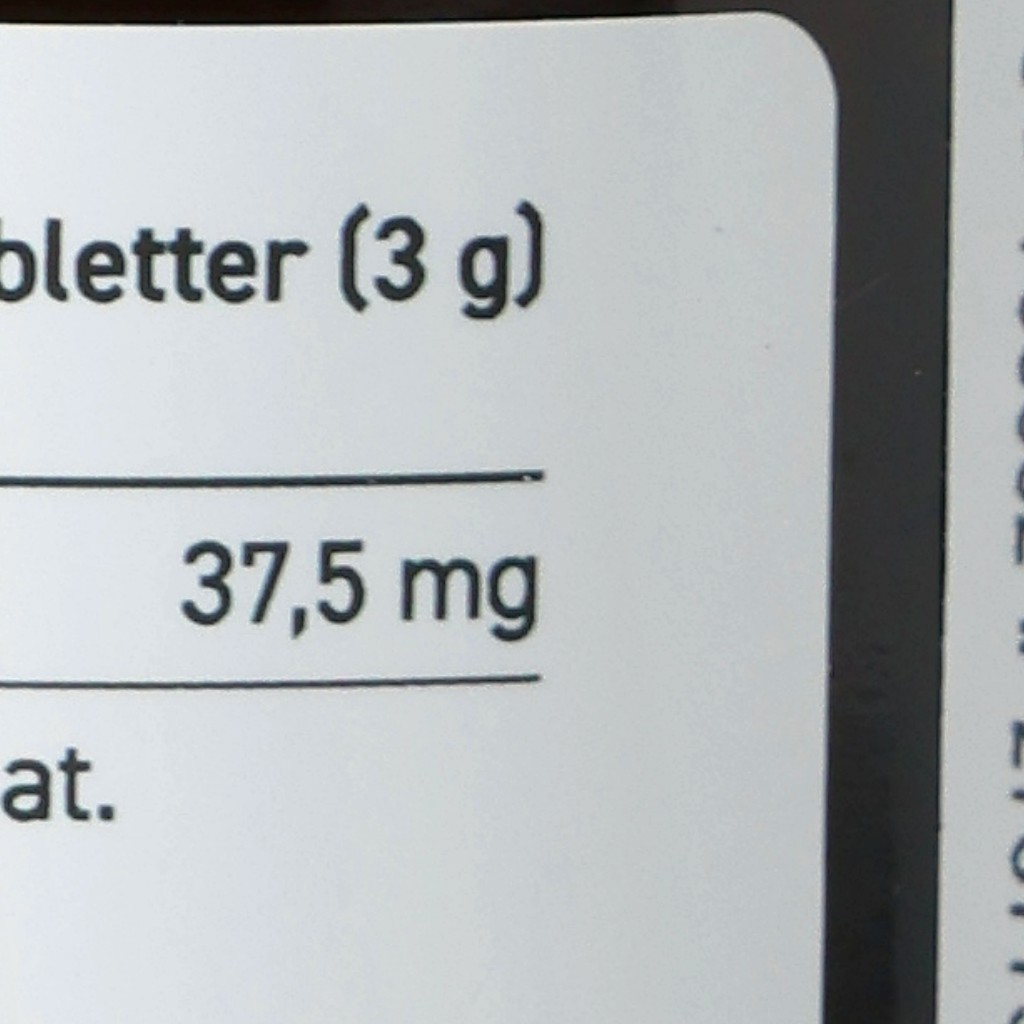 bletter (3 g)
37,5 mg
at.